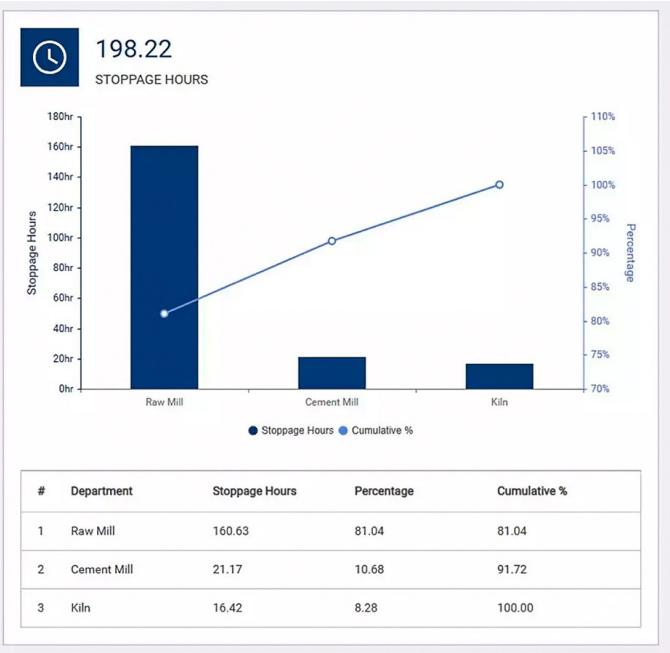 198.22
STOPPAGE HOURS
180hr
160hr
140hr
120hr
100hr
80hr
60hr
40hr
20hr
0hr
Stoppage Hours
110%
105%
100%
95%
90%
85%
80%
75%
70%
Percentage
Raw Mill Cement Mill Kiln
Stoppage Hours Cumulative %
# Department Stoppage Hours Percentage Cumulative %
1 Raw Mill 160.63 81.04 81.04
2 Cement Mill 21.17 10.68 91.72
3 Kiln 16.42 8.28 100.00